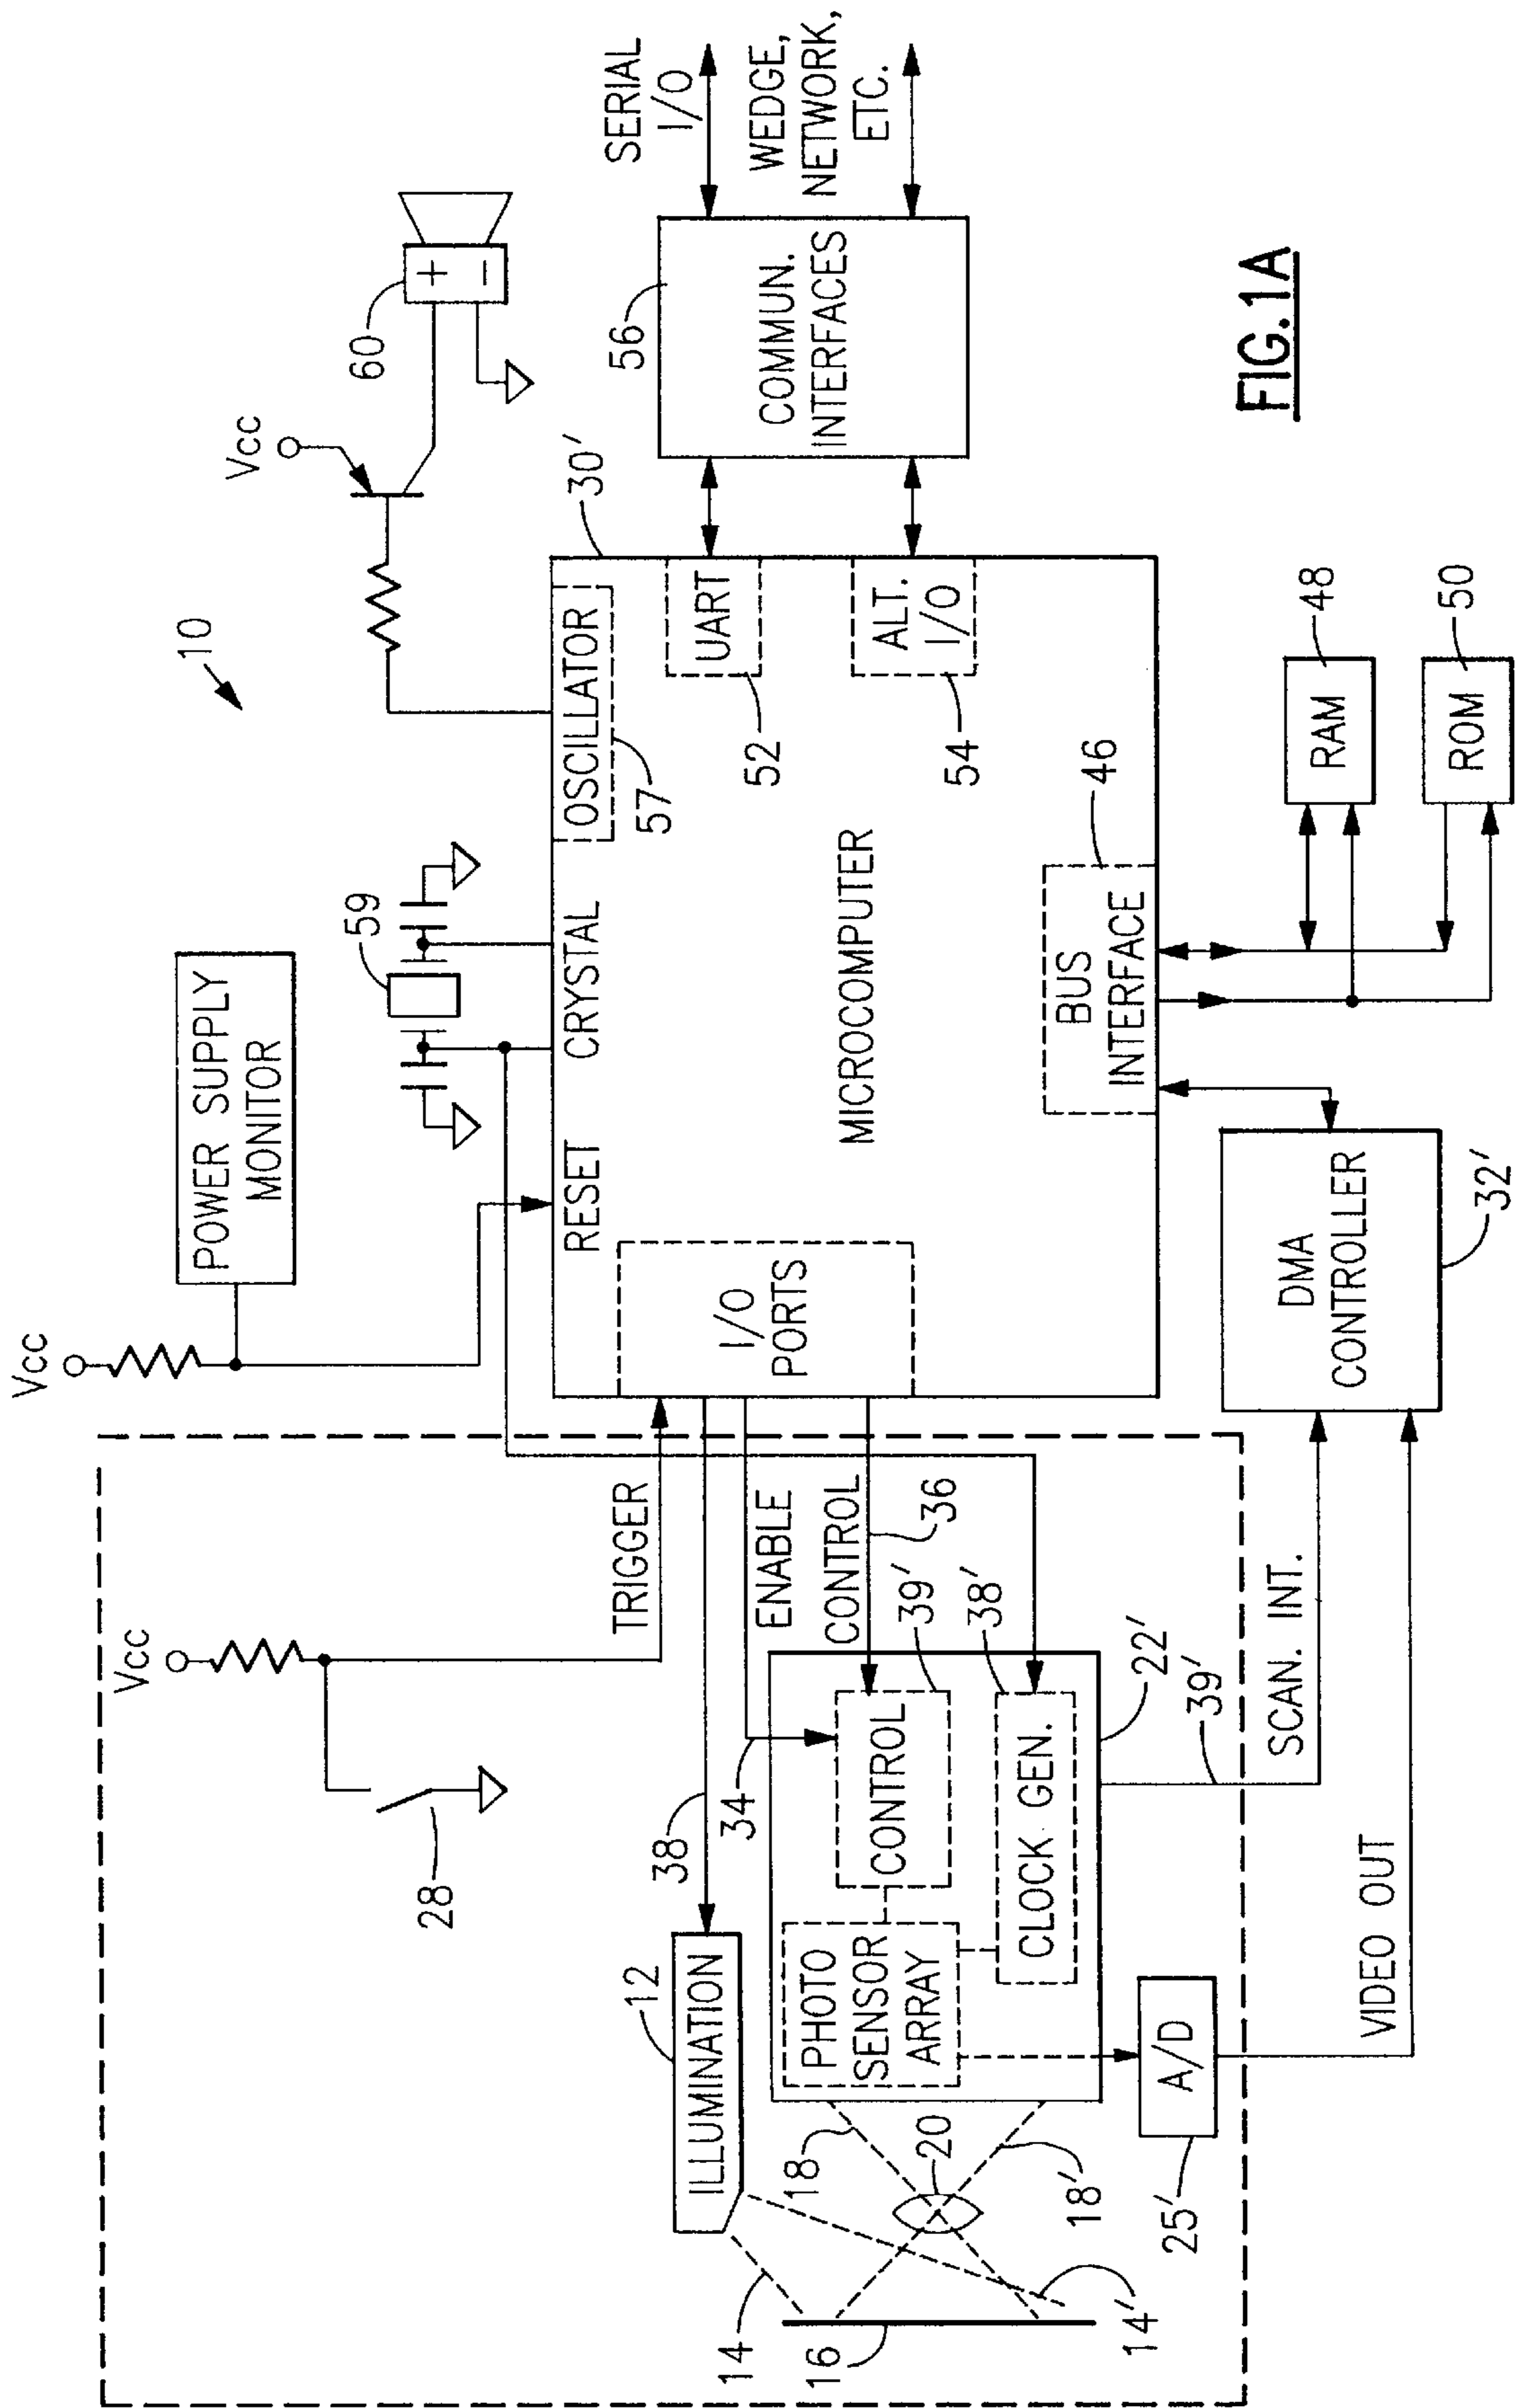 10
Vcc
POWER SUPPLY
MONITOR
Vcc
60
+
−
Vcc
59
RESET
CRYSTAL
OSCILLATOR
57
30′
28
TRIGGER
38
34
ENABLE
CONTROL
36
I/O
PORTS
MICROCOMPUTER
UART
52
ALT.
I/O
54
56
COMMUN.
INTERFACES
SERIAL
I/O
WEDGE,
NETWORK,
ETC.
12
ILLUMINATION
14
16
14′
18
20
18′
PHOTO
SENSOR
ARRAY
CONTROL
39′
CLOCK GEN.
38′
22′
39′
BUS
INTERFACE
46
A/D
25′
SCAN. INT.
VIDEO OUT
DMA
CONTROLLER
32′
RAM
48
ROM
50
FIG.1A